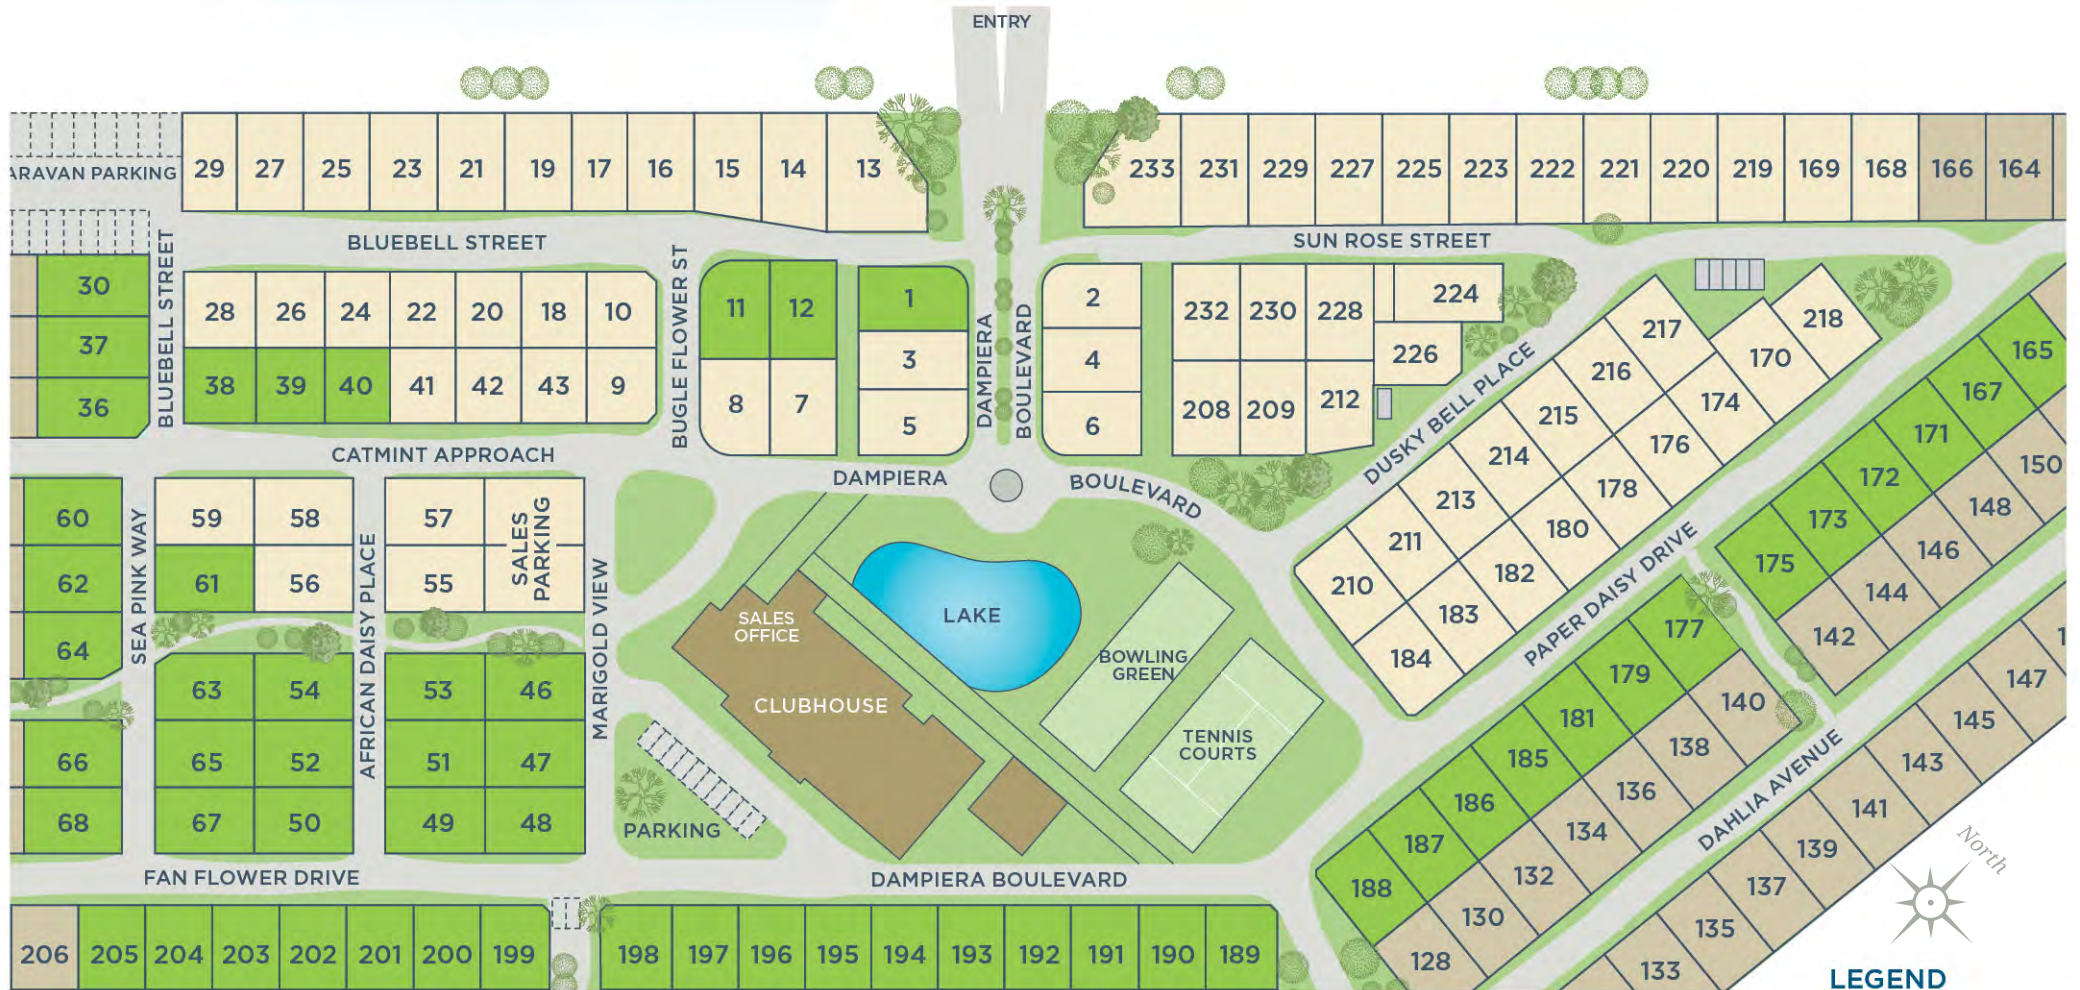 ENTRY
ARAVAN PARKING
29 27 25 23 21 19 17 16 15 14 13
233 231 229 227 225 223 222 221 220 219 169 168 166 164
BLUEBELL STREET
SUN ROSE STREET
BLUEBELL STREET
BUGLE FLOWER ST
DAMPIERA
BOULEVARD
30
37
36
28 26 24 22 20 18 10
38 39 40 41 42 43 9
11 12
8 7
1
3
5
2
4
6
232 230 228 224
226
208 209 212
DUSKY BELL PLACE
217 218
216 170
215 174
214 176
213 178
211 180
210 182
183
184
165
167
171
172
173
175
150
148
146
144
142
CATMINT APPROACH
DAMPIERA
BOULEVARD
60
62
64
66
68
SEA PINK WAY
59 58
61 56
63 54
65 52
67 50
AFRICAN DAISY PLACE
57
55
SALES
PARKING
53 46
51 47
49 48
MARIGOLD VIEW
SALES
OFFICE
CLUBHOUSE
LAKE
BOWLING
GREEN
TENNIS
COURTS
PARKING
PAPER DAISY DRIVE
177
179
181
185
186
187
188
140
138
136
134
132
130
128
DAHLIA AVENUE
1
147
145
143
141
139
137
135
133
FAN FLOWER DRIVE
DAMPIERA BOULEVARD
206 205 204 203 202 201 200 199
198 197 196 195 194 193 192 191 190 189
North
LEGEND